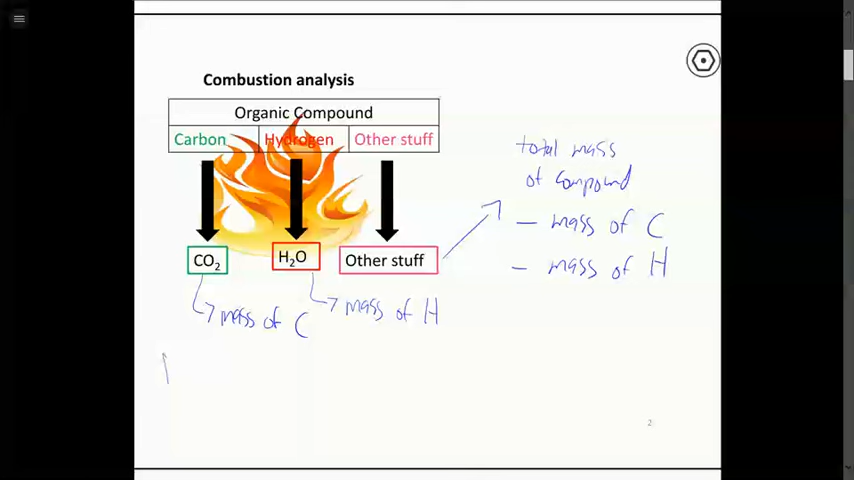 Combustion analysis
Organic Compound
Carbon Hydrogen Other stuff
total mass
of compound
- mass of C
- mass of H
CO₂ H₂O Other stuff
mass of C
mass of H
2